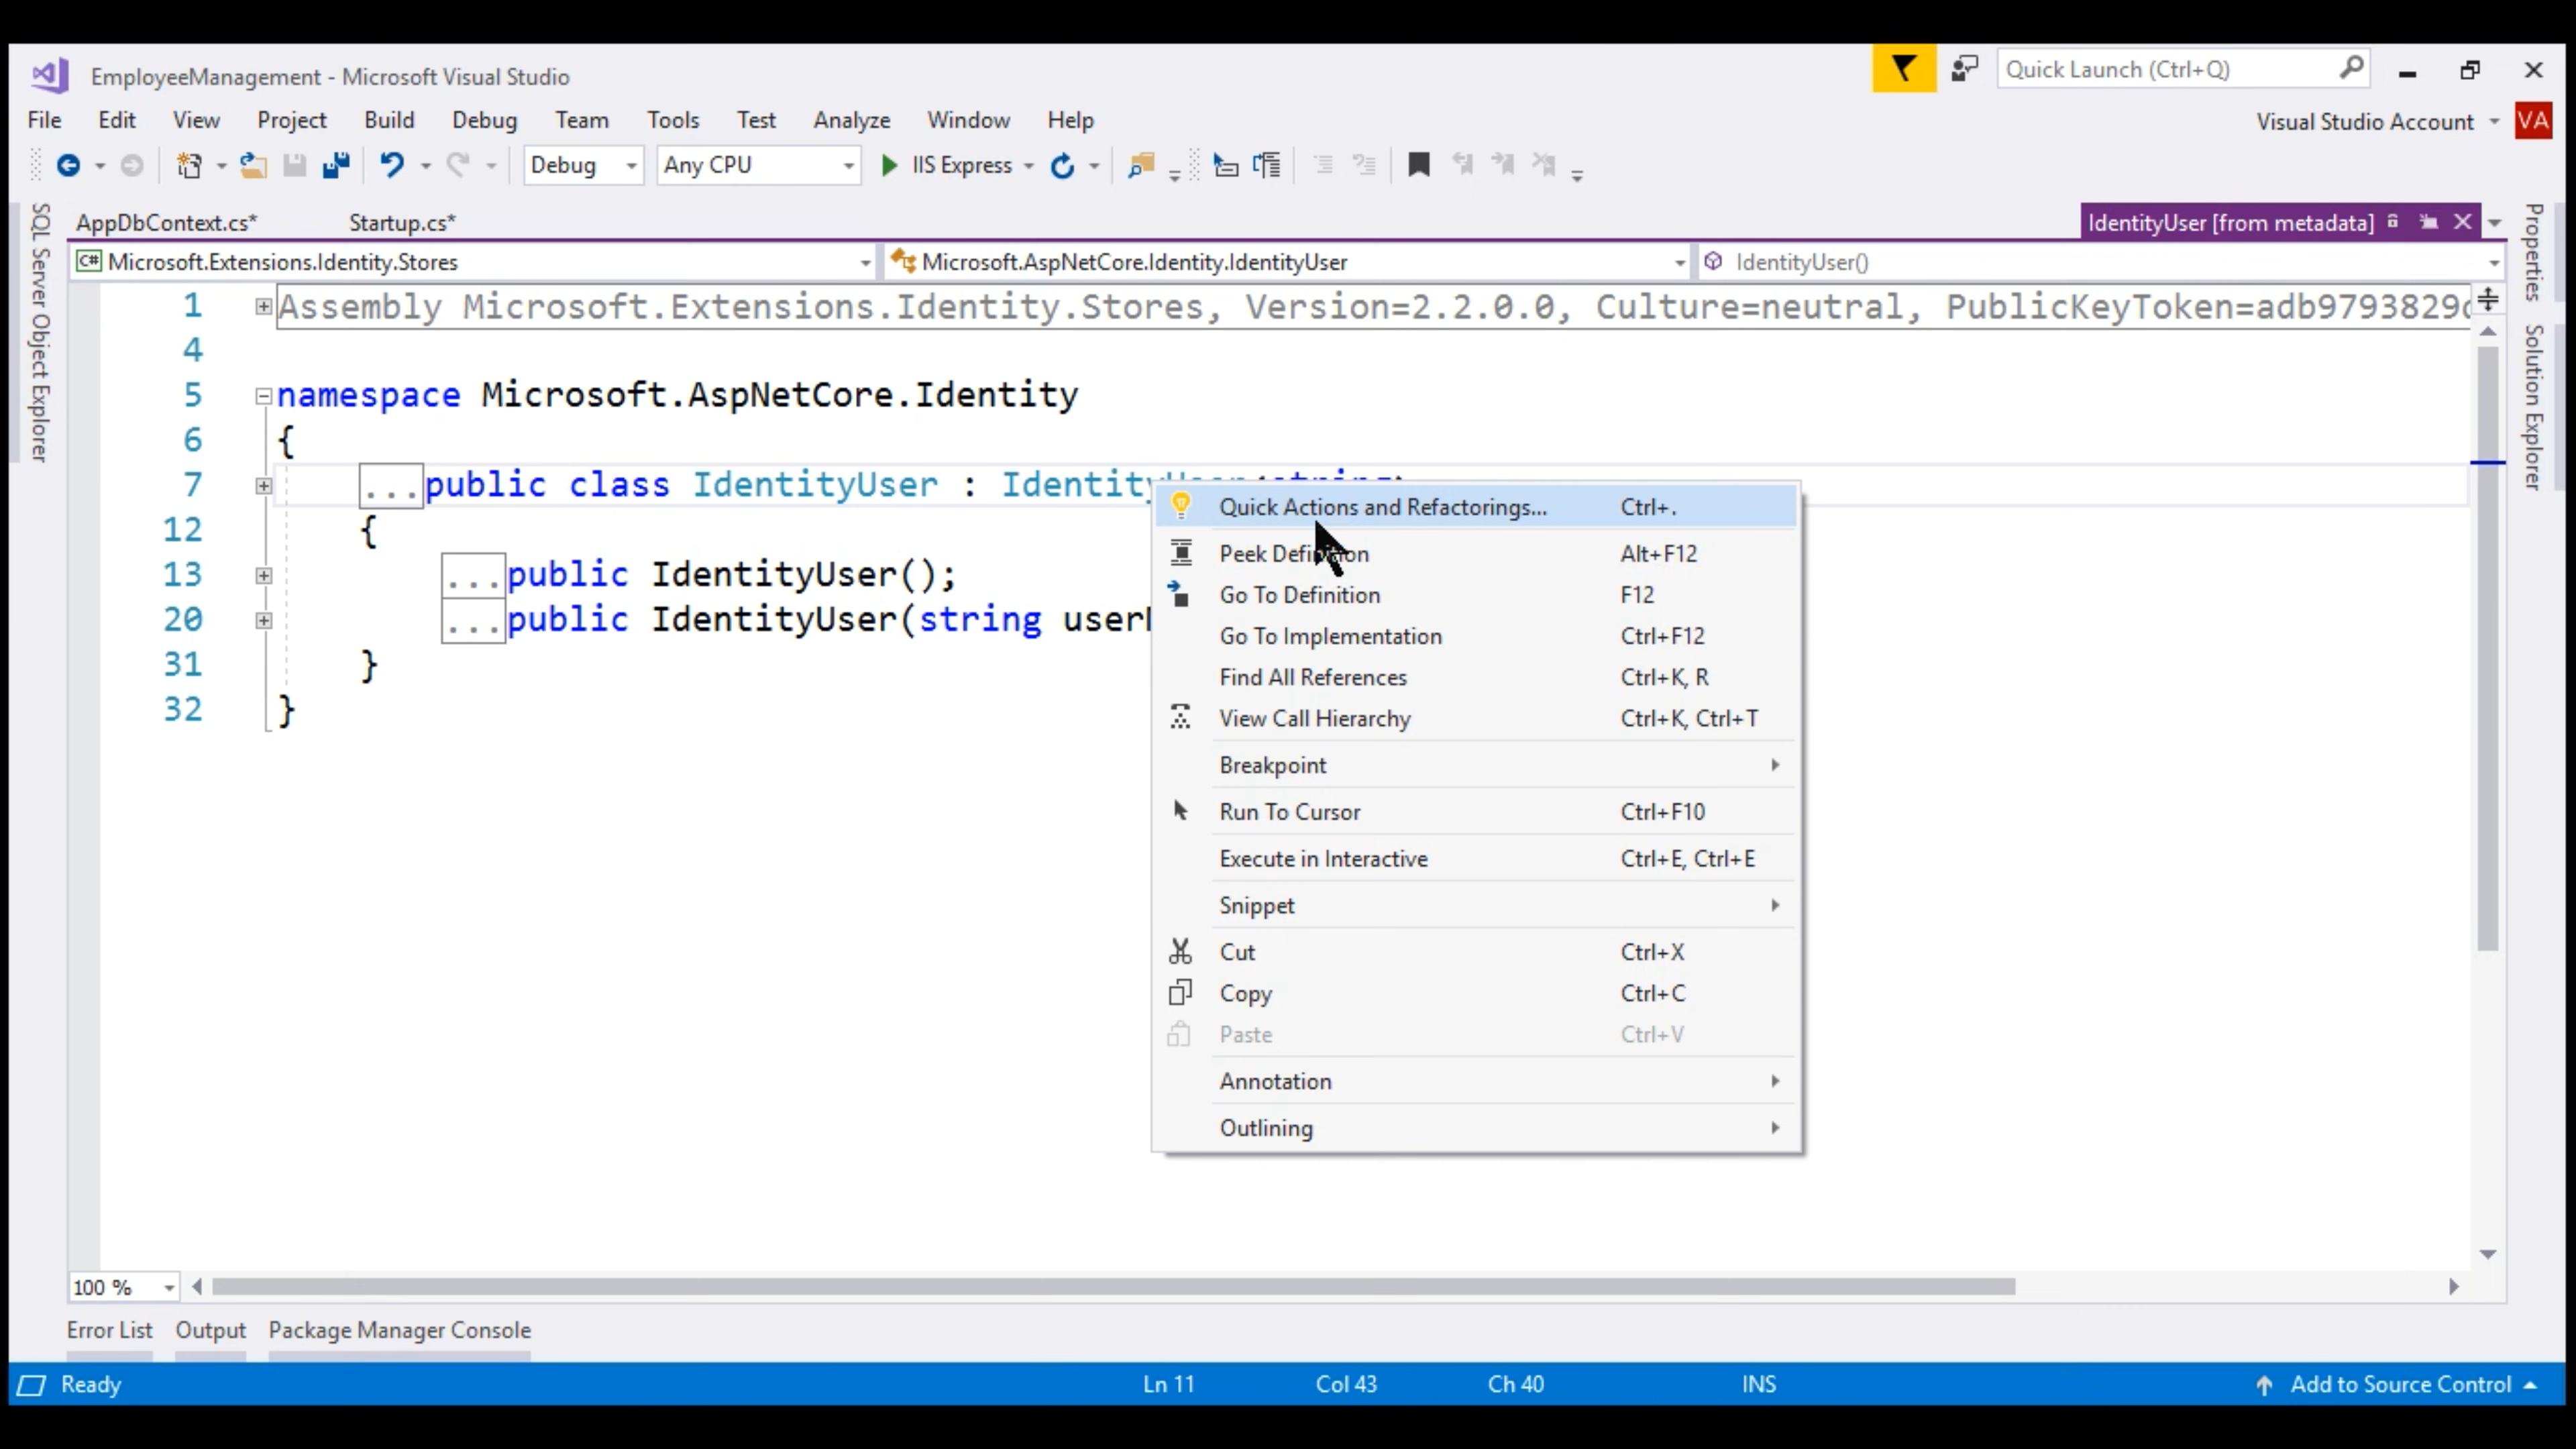 EmployeeManagement - Microsoft Visual Studio
Quick Launch (Ctrl+Q)
File Edit View Project Build Debug Team Tools Test Analyze Window Help
Visual Studio Account VA
Debug Any CPU IIS Express
AppDbContext.cs* Startup.cs* IdentityUser [from metadata]
C# Microsoft.Extensions.Identity.Stores Microsoft.AspNetCore.Identity.IdentityUser IdentityUser()
SQL Server Object Explorer
Properties
Solution Explorer
1 Assembly Microsoft.Extensions.Identity.Stores, Version=2.2.0.0, Culture=neutral, PublicKeyToken=adb9793829
4
5 namespace Microsoft.AspNetCore.Identity
6 {
7 ...public class IdentityUser : IdentityUser<string>
12 {
13 ...public IdentityUser();
20 ...public IdentityUser(string
31 }
32 }
Quick Actions and Refactorings... Ctrl+.
Peek Definition Alt+F12
Go To Definition F12
Go To Implementation Ctrl+F12
Find All References Ctrl+K, R
View Call Hierarchy Ctrl+K, Ctrl+T
Breakpoint
Run To Cursor Ctrl+F10
Execute in Interactive Ctrl+E, Ctrl+E
Snippet
Cut Ctrl+X
Copy Ctrl+C
Paste Ctrl+V
Annotation
Outlining
100 %
Error List Output Package Manager Console
Ready Ln 11 Col 43 Ch 40 INS Add to Source Control